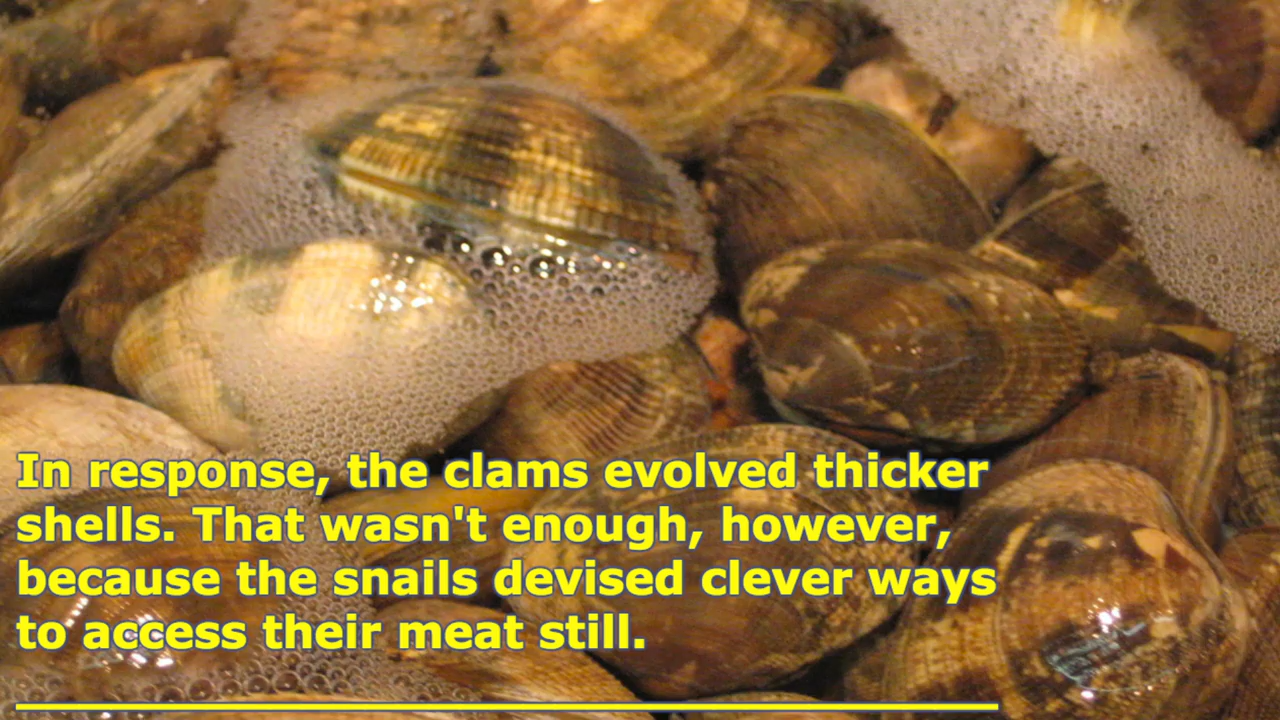 In response, the clams evolved thicker
shells. That wasn't enough, however,
because the snails devised clever ways
to access their meat still.